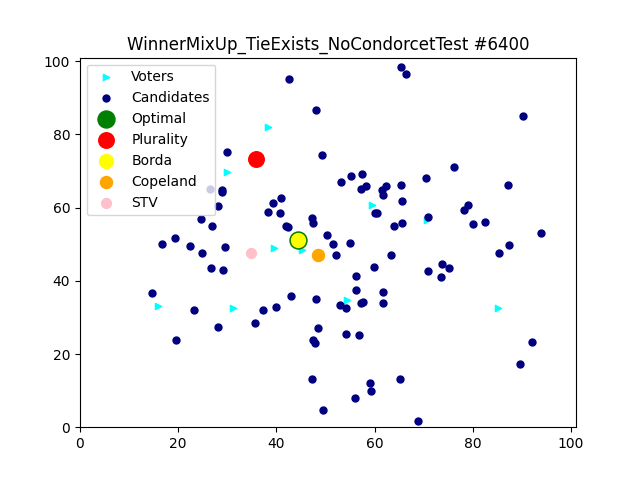 WinnerMixUp_TieExists_NoCondorcetTest #6400
Voters
Candidates
Optimal
Plurality
Borda
Copeland
STV
100
80
60
40
20
0
0 20 40 60 80 100